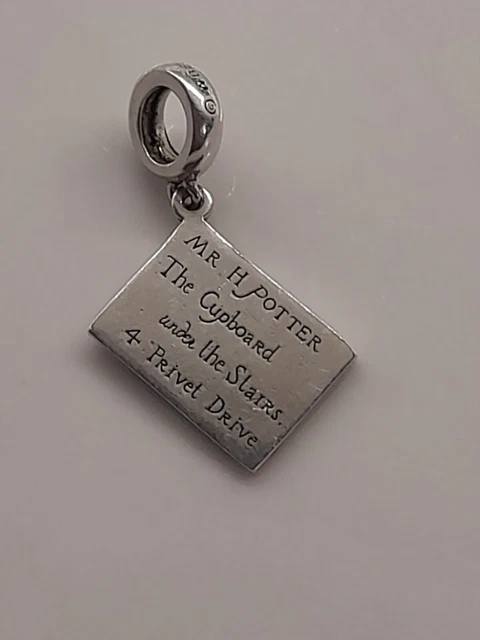 MR H POTTER
The Cupboard
under the Stairs.
4. Privet Drive